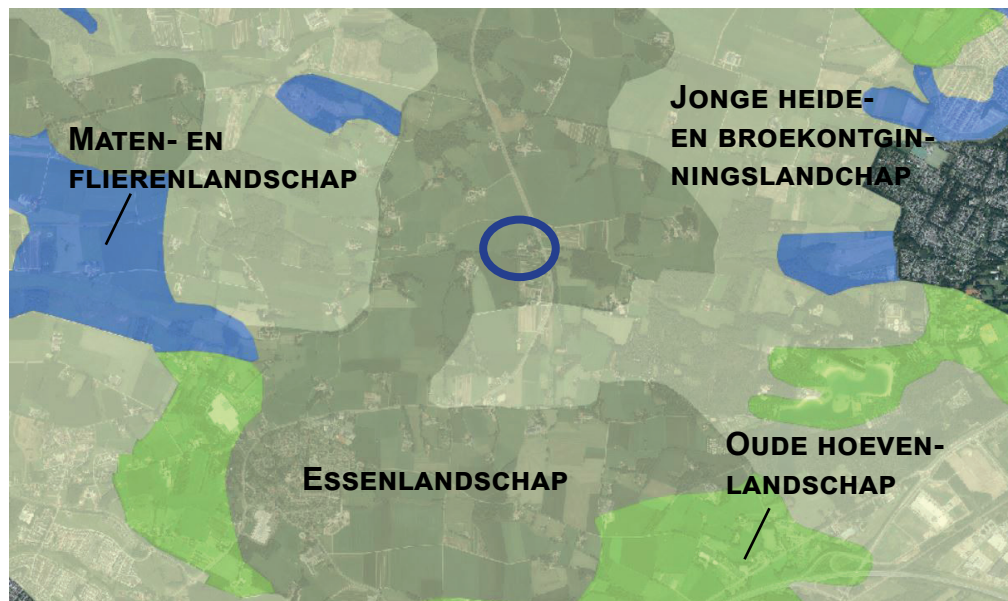 MATEN- EN
FLIERENLANDSCHAP
JONGE HEIDE-
EN BROEKONTGIN-
NINGSLANDCHAP
ESSENLANDSCHAP
OUDE HOEVEN-
LANDSCHAP